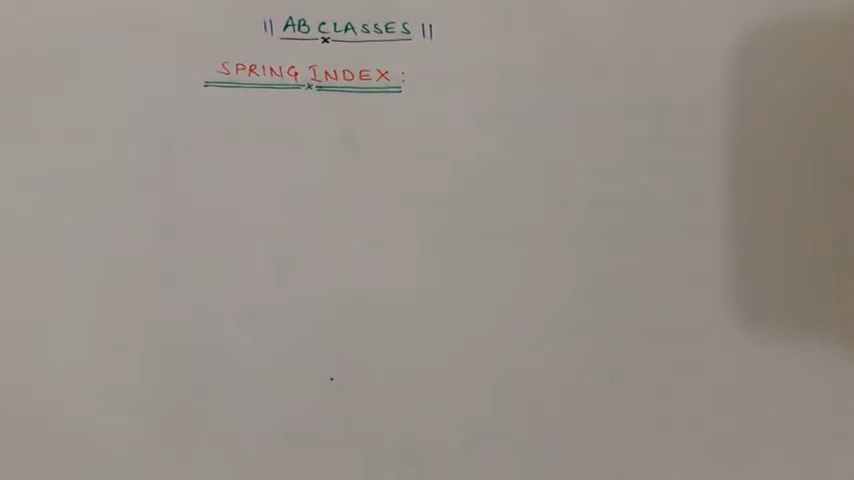 || AB CLASSES ||
SPRING INDEX :